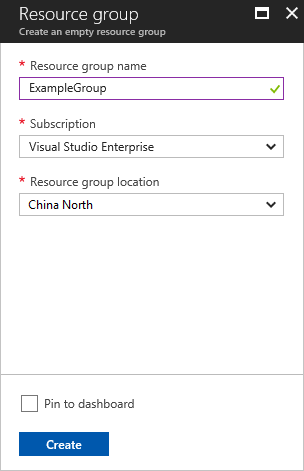 Resource group
Create an empty resource group
* Resource group name
ExampleGroup
* Subscription
Visual Studio Enterprise
* Resource group location
China North
Pin to dashboard
Create